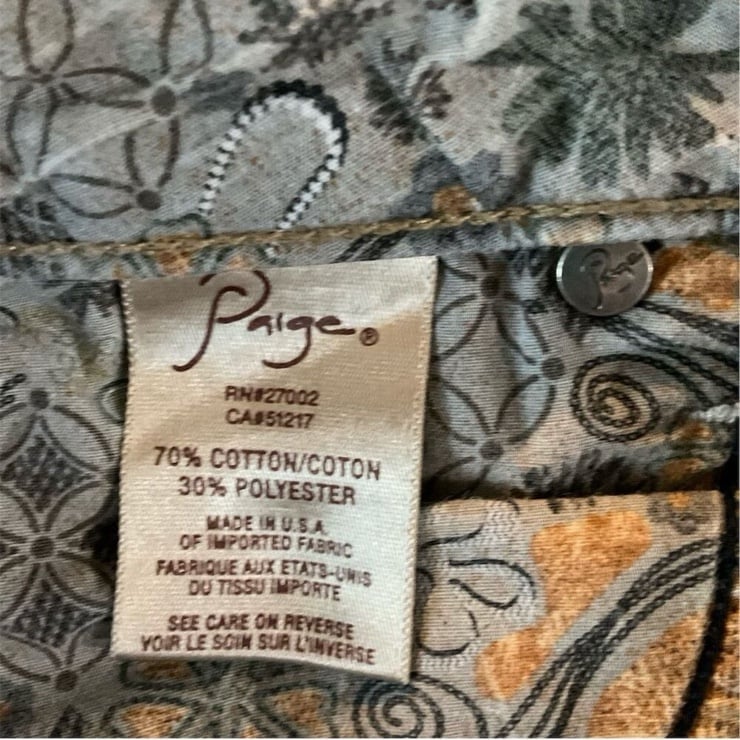 Paige®
RN#27002
CA#51217
70% COTTON/COTON
30% POLYESTER
MADE IN U.S.A.
OF IMPORTED FABRIC
FABRIQUE AUX ETATS-UNIS
DU TISSU IMPORTE
SEE CARE ON REVERSE
VOIR LE SOIN SUR L'INVERSE
Paige